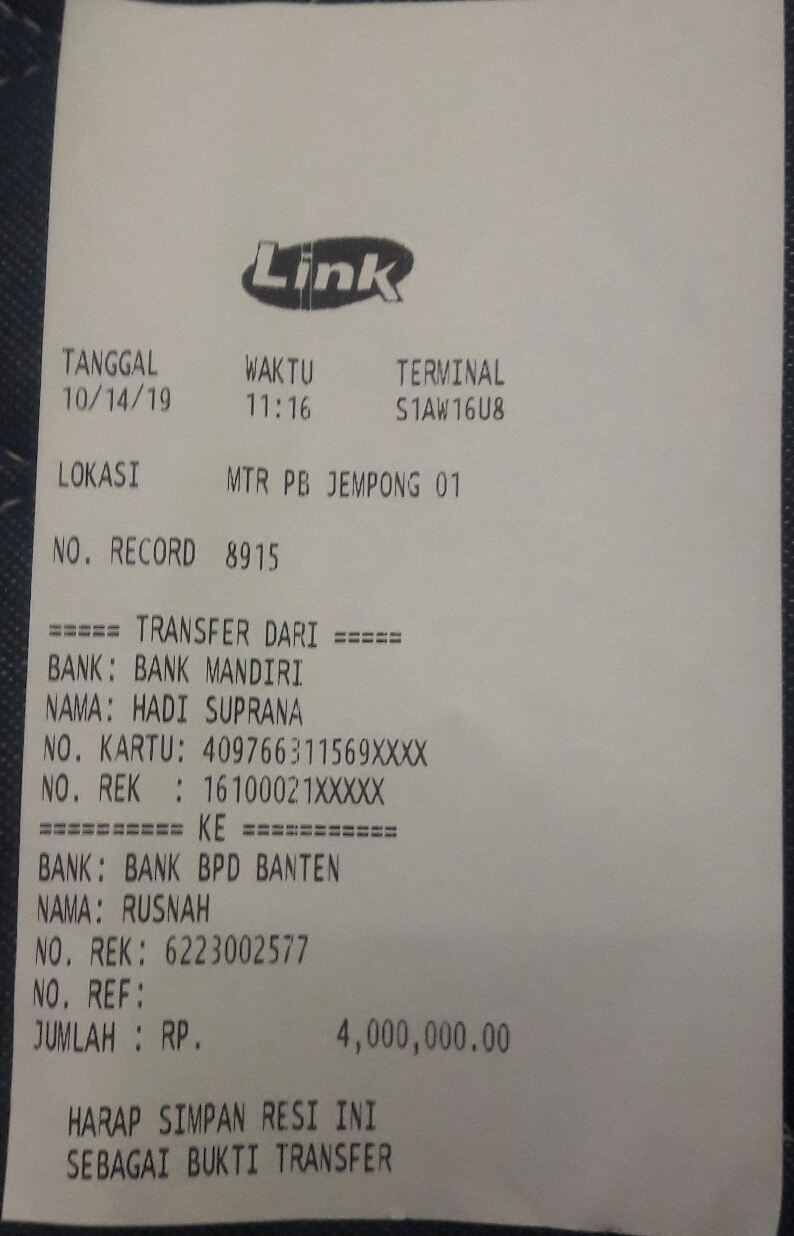 Link
TANGGAL WAKTU TERMINAL
10/14/19 11:16 S1AW16U8
LOKASI MTR PB JEMPONG 01
NO. RECORD 8915
===== TRANSFER DARI =====
BANK: BANK MANDIRI
NAMA: HADI SUPRANA
NO. KARTU: 409766311569XXXX
NO. REK : 16100021XXXXX
========== KE ===========
BANK: BANK BPD BANTEN
NAMA: RUSNAH
NO. REK: 6223002577
NO. REF:
JUMLAH : RP. 4,000,000.00
HARAP SIMPAN RESI INI
SEBAGAI BUKTI TRANSFER